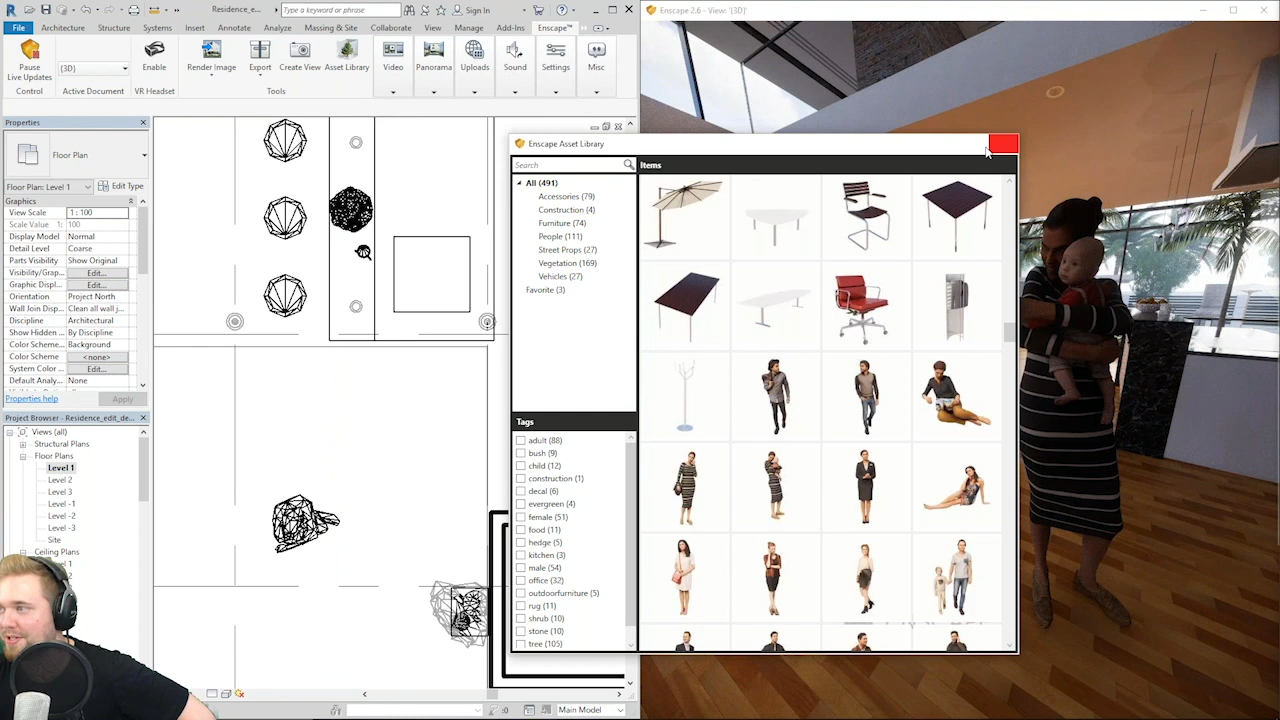 Residence_e...
Type a keyword or phrase
Sign In
Enscape 2.6 - View: '{3D}'
File
Architecture
Structure
Systems
Insert
Annotate
Analyze
Massing & Site
Collaborate
View
Manage
Add-Ins
Enscape™
Pause
Live Updates
{3D}
Enable
Render Image
Export
Create View
Asset Library
Video
Panorama
Uploads
Sound
Settings
Misc
Control
Active Document
VR Headset
Tools
Properties
Floor Plan
Floor Plan: Level 1
Edit Type
Graphics
View Scale
1 : 100
Scale Value 1:
100
Display Model
Normal
Detail Level
Coarse
Parts Visibility
Show Original
Visibility/Grap...
Edit...
Graphic Displ...
Edit...
Orientation
Project North
Wall Join Disp...
Clean all wall j...
Discipline
Architectural
Show Hidden ...
By Discipline
Color Scheme...
Background
Color Scheme
<none>
System Color ...
Edit...
Default Analy...
None
Properties help
Apply
Project Browser - Residence_edit_de...
Views (all)
Structural Plans
Floor Plans
Level 1
Level 2
Level 3
Level -1
Level -2
Level -3
Site
Ceiling Plans
Enscape Asset Library
Search
Items
All (491)
Accessories (79)
Construction (4)
Furniture (74)
People (111)
Street Props (27)
Vegetation (169)
Vehicles (27)
Favorite (3)
Tags
adult (88)
bush (9)
child (12)
construction (1)
decal (6)
evergreen (4)
female (51)
food (11)
hedge (5)
kitchen (3)
male (54)
office (32)
outdoorfurniture (5)
rug (11)
shrub (10)
stone (10)
tree (105)
:0
Main Model